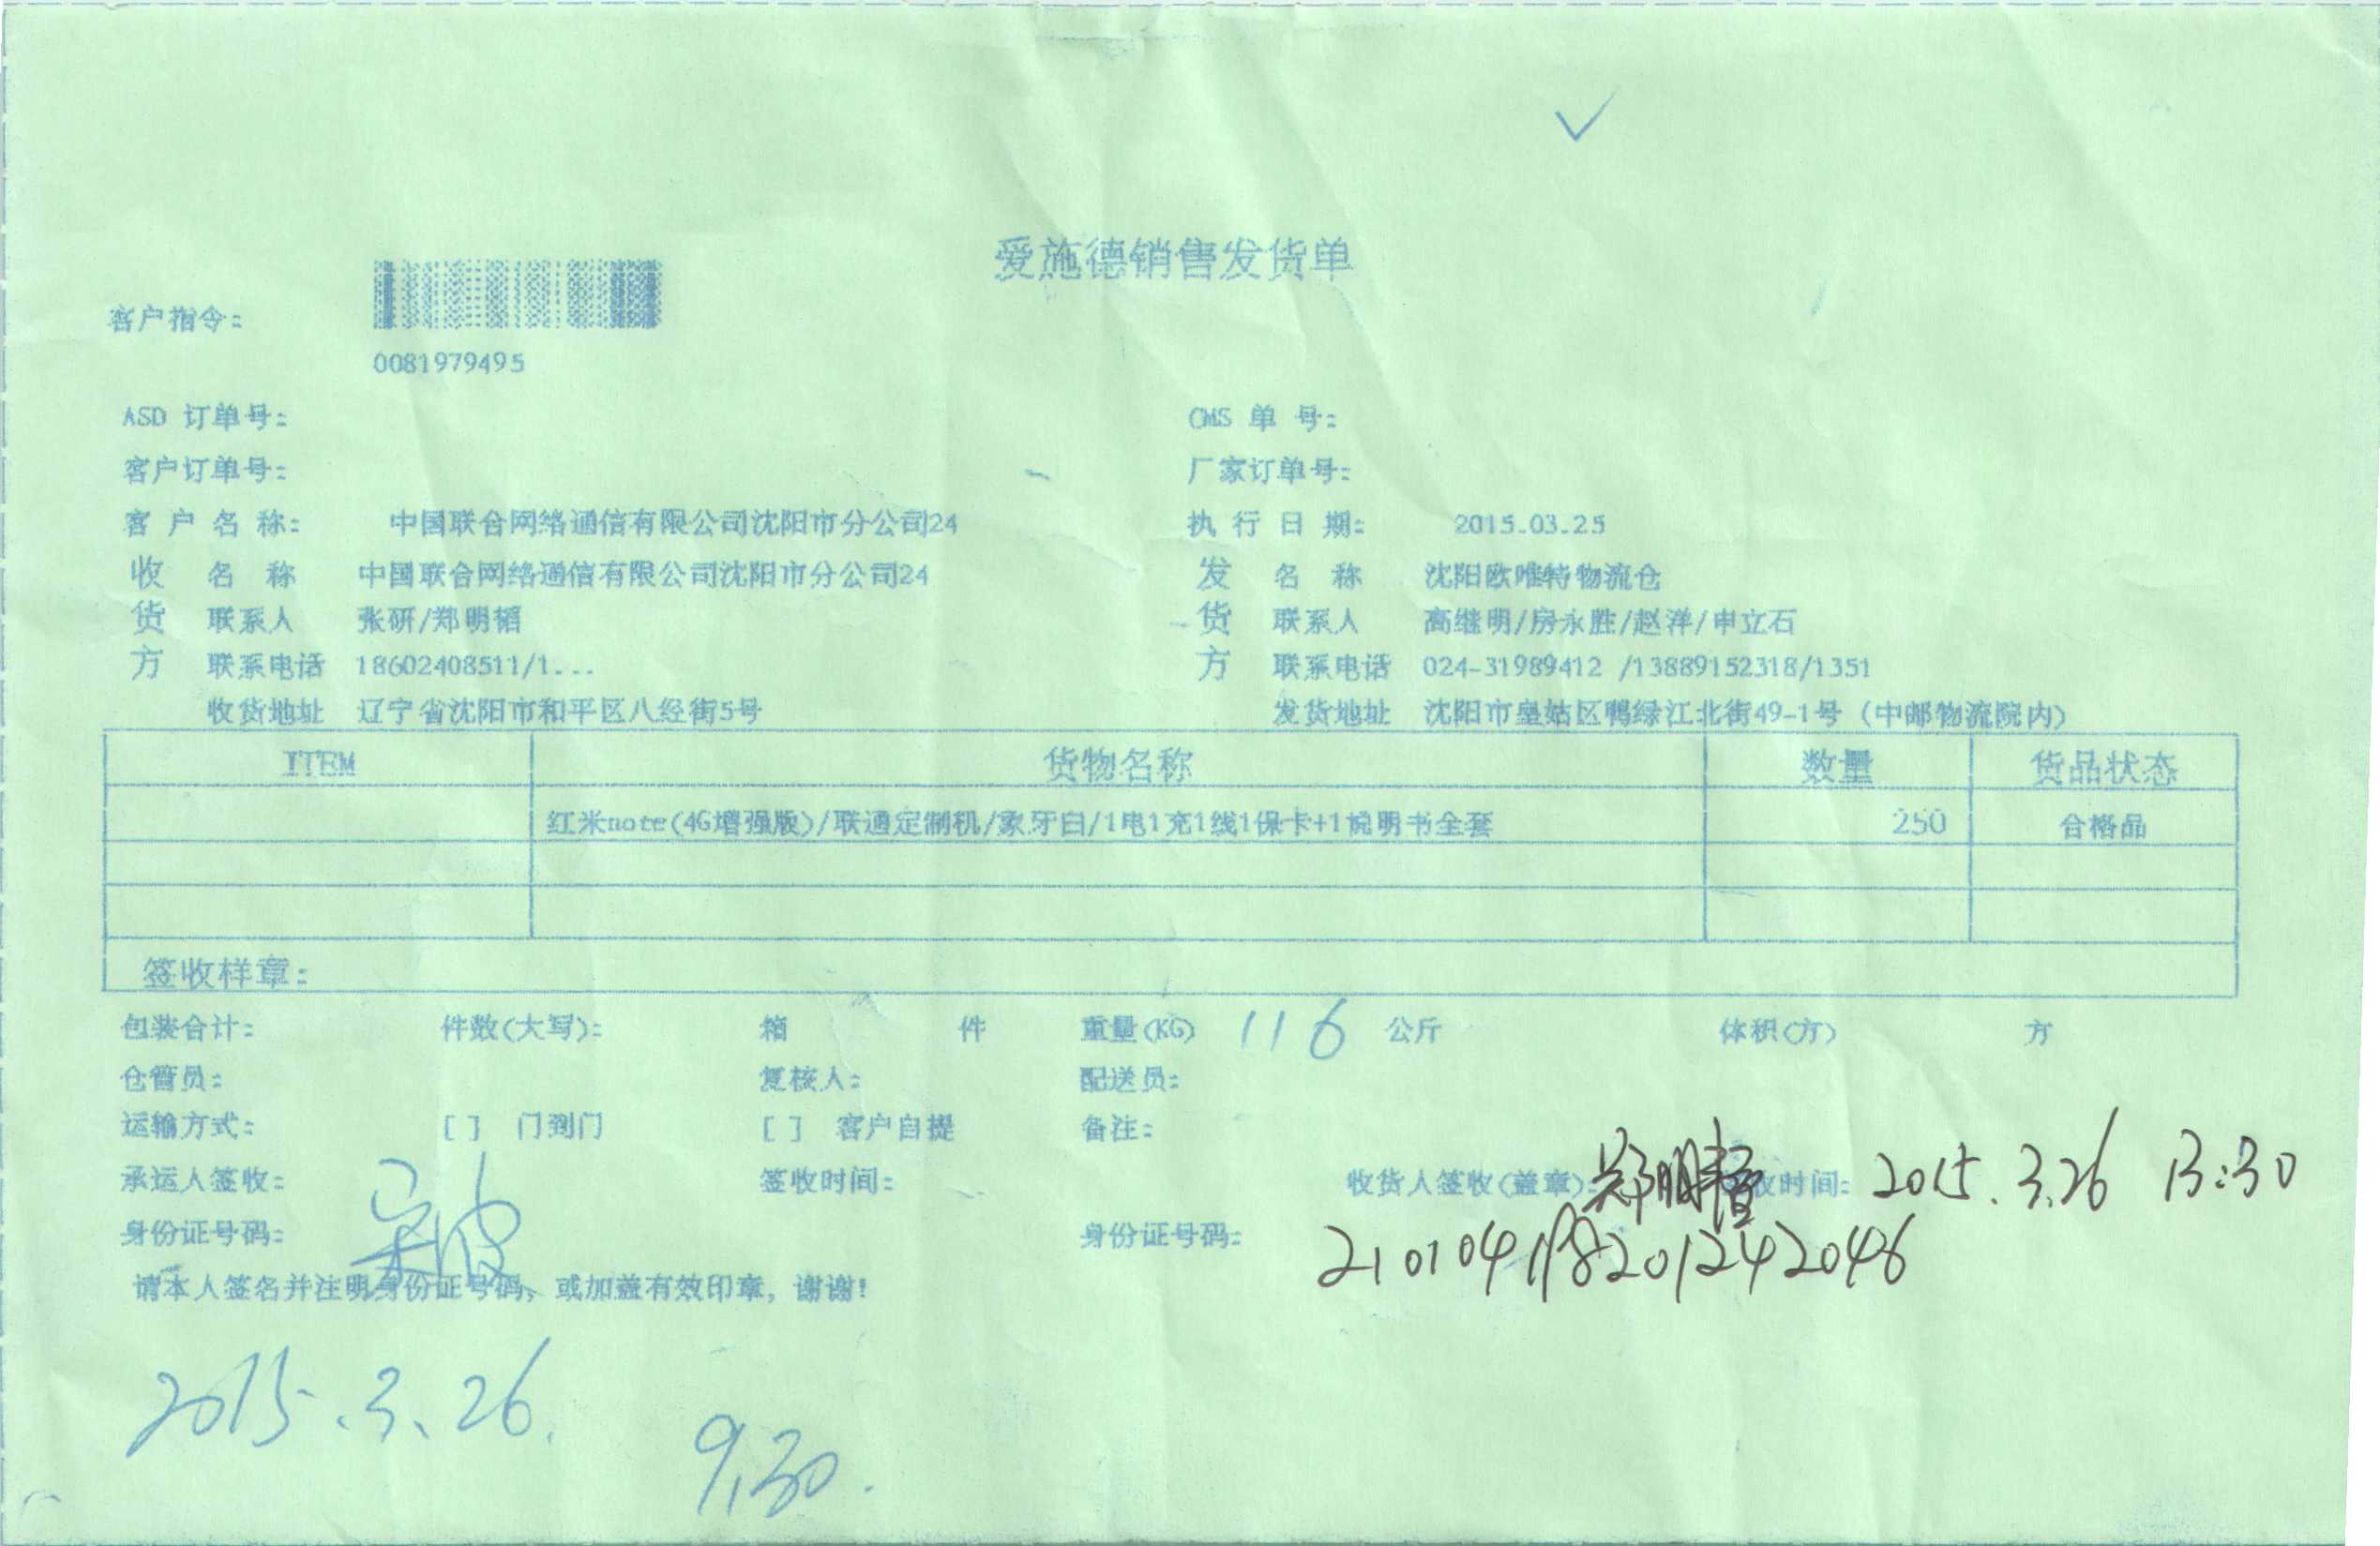 爱施德销售发货单
客户指令:
0081979495
ASD 订单号: CMS 单 号:
客户订单号: 厂家订单号:
客 户 名 称: 中国联合网络通信有限公司沈阳市分公司24 执 行 日 期: 2015.03.25
收 名 称 中国联合网络通信有限公司沈阳市分公司24 发 名 称 沈阳欧唯特物流仓
货 联系人 张研/郑明韬 货 联系人 高继明/房永胜/赵洋/申立石
方 联系电话 18602408511/1... 方 联系电话 024-31989412 /13889152318/1351
收货地址 辽宁省沈阳市和平区八经街5号 发货地址 沈阳市皇姑区鸭绿江北街49-1号 (中邮物流院内)
ITEM 货物名称 数量 货品状态
红米note(4G增强版)/联通定制机/象牙白/1电1充1线1保卡+1说明书全套 250 合格品
签收样章:
包装合计: 件数(大写): 箱 件 重量(KG) 116 公斤 体积(方) 方
仓管员: 复核人: 配送员:
运输方式: [ ] 门到门 [ ] 客户自提 备注:
承运人签收: 签收时间: 收货人签收(盖章): 郑明 收时间: 2015.3.26 13:30
身份证号码: 身份证号码: 210104198201242046
请本人签名并注明身份证号码, 或加盖有效印章, 谢谢!
2015.3.26. 9.30.